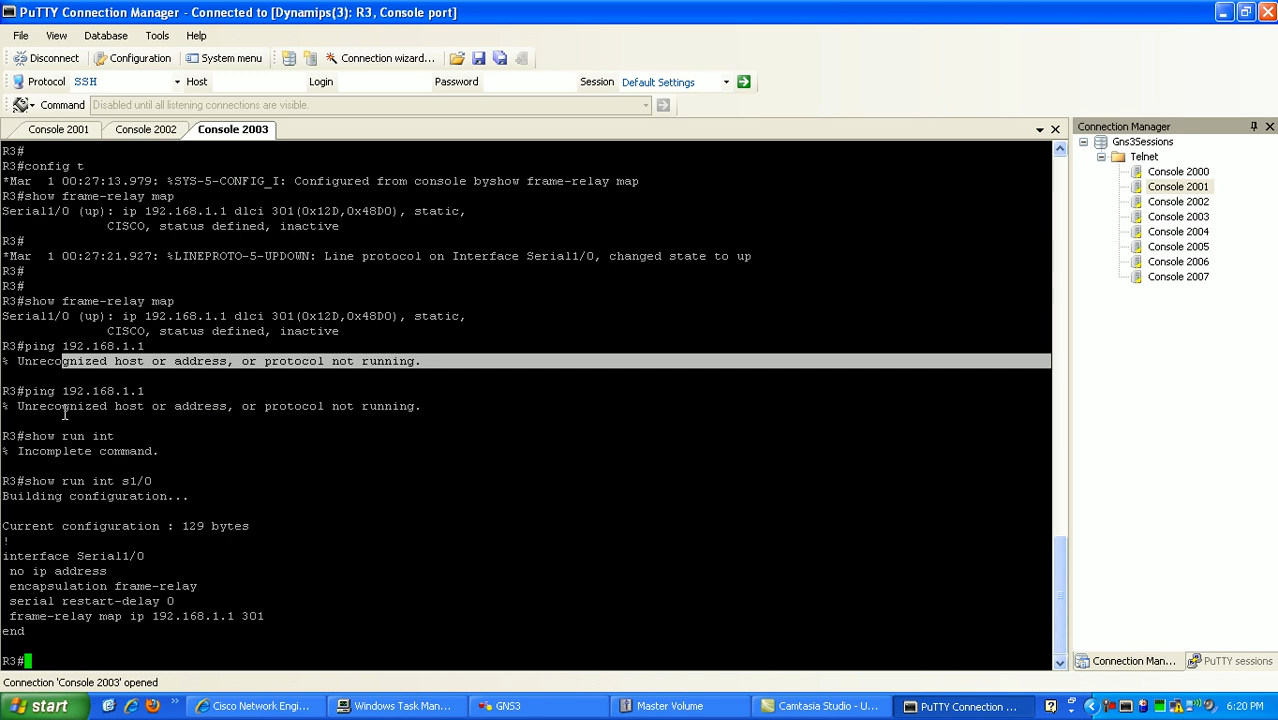 PuTTY Connection Manager - Connected to [Dynamips(3): R3, Console port]
File View Database Tools Help
Disconnect Configuration System menu Connection wizard...
Protocol SSH Host Login Password Session Default Settings
Command Disabled until all listening connections are visible.
Console 2001 Console 2002 Console 2003
R3#
R3#config t
*Mar  1 00:27:13.979: %SYS-5-CONFIG_I: Configured from console byshow frame-relay map
R3#show frame-relay map
Serial1/0 (up): ip 192.168.1.1 dlci 301(0x12D,0x48D0), static,
CISCO, status defined, inactive
R3#
*Mar  1 00:27:21.927: %LINEPROTO-5-UPDOWN: Line protocol on Interface Serial1/0, changed state to up
R3#
R3#
R3#show frame-relay map
Serial1/0 (up): ip 192.168.1.1 dlci 301(0x12D,0x48D0), static,
CISCO, status defined, inactive
R3#ping 192.168.1.1
% Unrecognized host or address, or protocol not running.
R3#ping 192.168.1.1
% Unrecognized host or address, or protocol not running.
R3#show run int
% Incomplete command.
R3#show run int s1/0
Building configuration...
Current configuration : 129 bytes
!
interface Serial1/0
no ip address
encapsulation frame-relay
serial restart-delay 0
frame-relay map ip 192.168.1.1 301
end
R3#
Connection Manager
Gns3Sessions
Telnet
Console 2000
Console 2001
Console 2002
Console 2003
Console 2004
Console 2005
Console 2006
Console 2007
Connection Man... PuTTY sessions
Connection 'Console 2003' opened
start Cisco Network Engi... Windows Task Man... GNS3 Master Volume Camtasia Studio - U... PuTTY Connection ... 6:20 PM